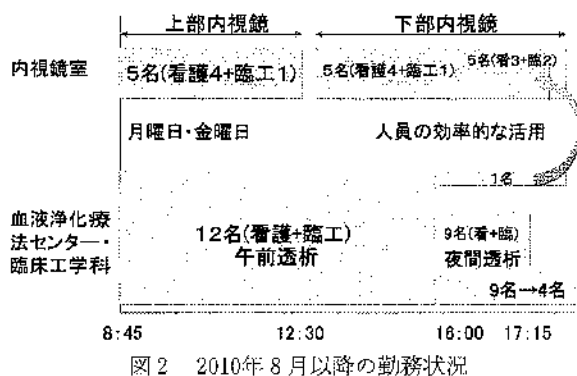 上部内視鏡
下部内視鏡
内視鏡室
5名(看護4+臨工1)
5名(看護4+臨工1)
5名(看3+臨2)
月曜日・金曜日
人員の効率的な活用
1名
血液浄化療
法センター・
臨床工学科
12名(看護+臨工)
午前透析
9名(看+臨)
夜間透析
9名→4名
8:45
12:30
16:00
17:15
図2 2010年8月以降の勤務状況